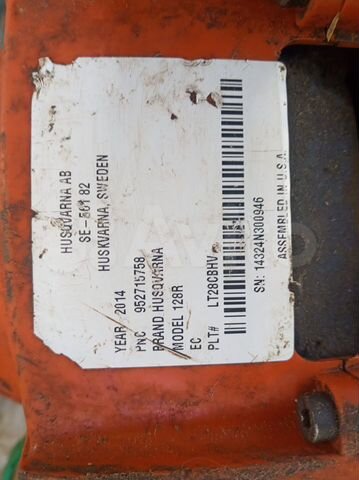 HUSQVARNA AB
SE-561 82
HUSKVARNA, SWEDEN
YEAR 2014
PNC 952715758
BRAND HUSQVARNA
MODEL 128R
EC
PLT# LT28CBHV
SN: 14324N300946
ASSEMBLED IN U.S.A